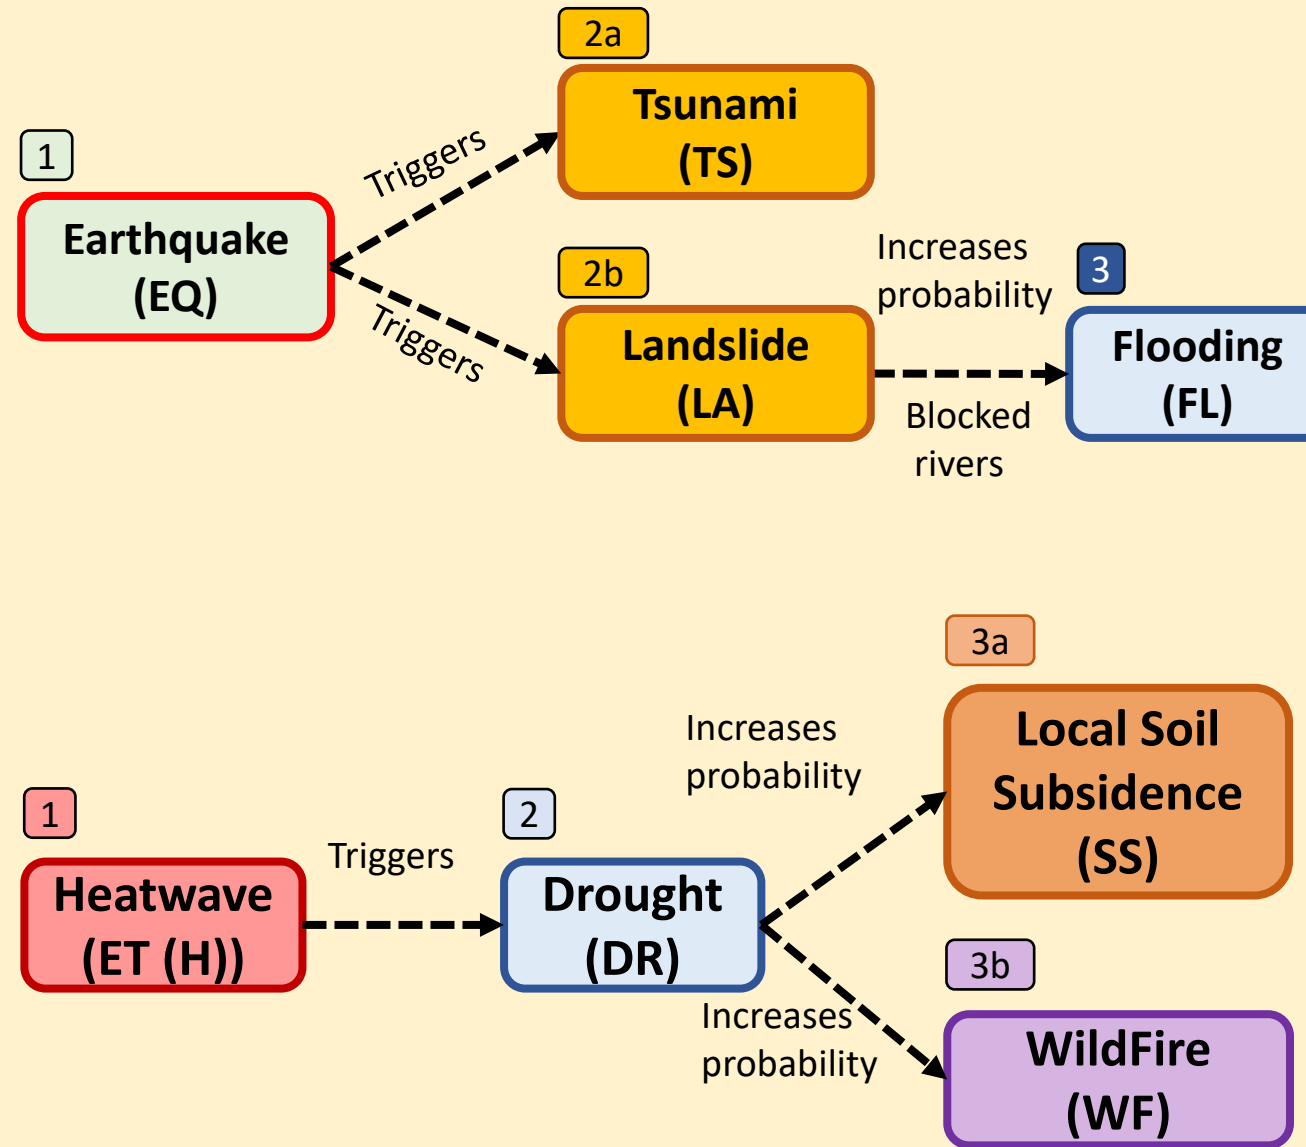 1
Earthquake
(EQ)
Triggers
Triggers
2a
Tsunami
(TS)
2b
Landslide
(LA)
Increases
probability
Blocked
rivers
3
Flooding
(FL)
1
Heatwave
(ET (H))
Triggers
2
Drought
(DR)
Increases
probability
Increases
probability
3a
Local Soil
Subsidence
(SS)
3b
WildFire
(WF)